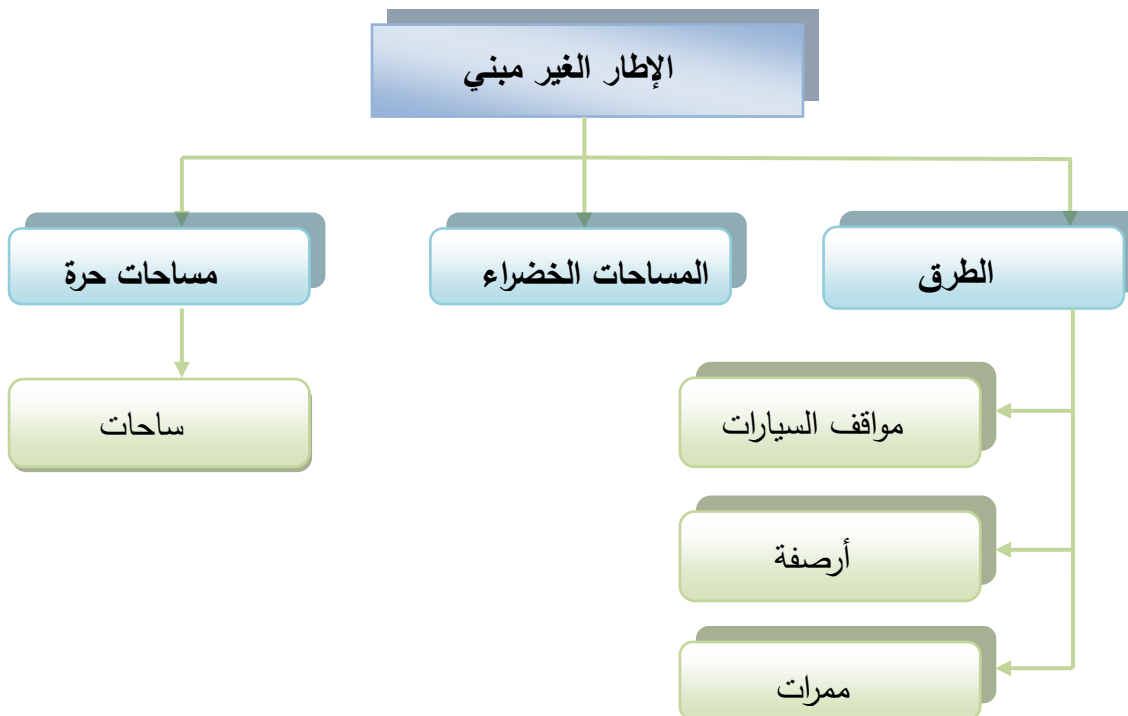 الإطار الغير مبني
الطرق
المساحات الخضراء
مساحات حرة
مواقف السيارات
ساحات
أرصفة
ممرات